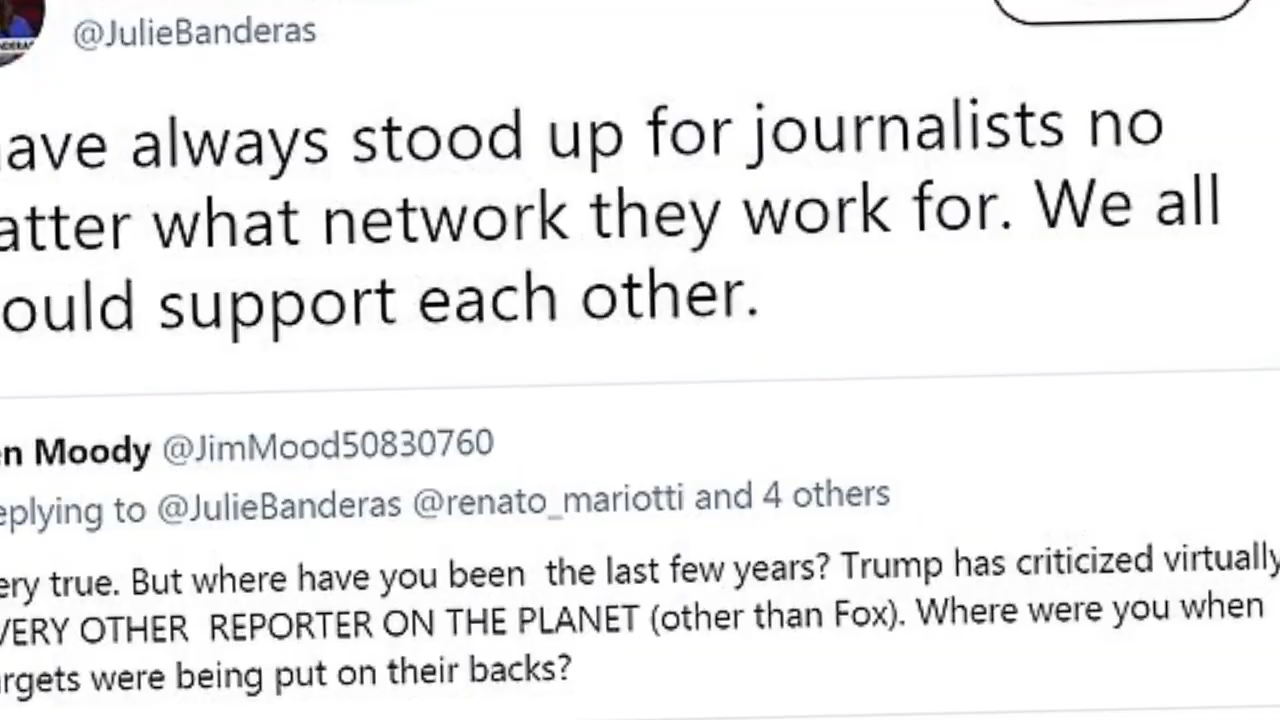 @JulieBanderas
ave always stood up for journalists no
atter what network they work for. We all
ould support each other.
en Moody @JimMood50830760
eplying to @JulieBanderas @renato_mariotti and 4 others
ery true. But where have you been the last few years? Trump has criticized virtually
VERY OTHER REPORTER ON THE PLANET (other than Fox). Where were you when
argets were being put on their backs?